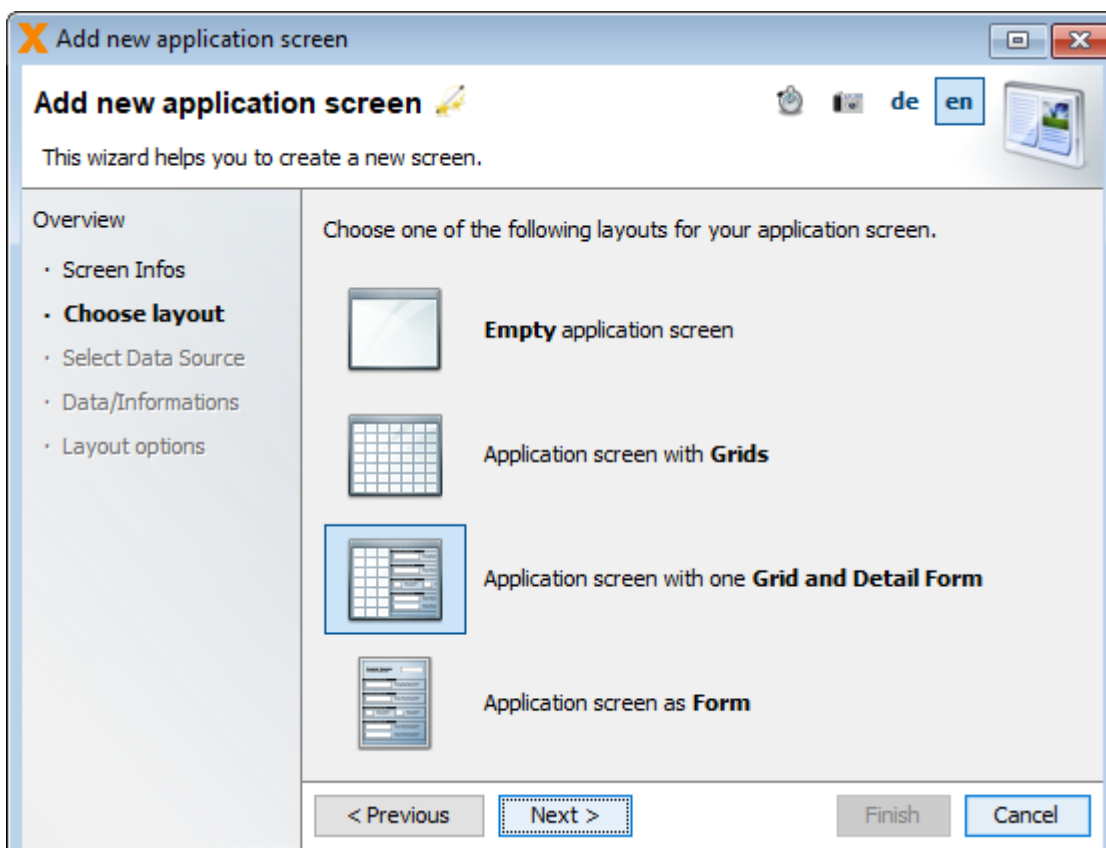 Add new application screen
Add new application screen
de en
This wizard helps you to create a new screen.
Overview
· Screen Infos
· Choose layout
· Select Data Source
· Data/Informations
· Layout options
Choose one of the following layouts for your application screen.
Empty application screen
Application screen with Grids
Application screen with one Grid and Detail Form
Application screen as Form
< Previous
Next >
Finish
Cancel